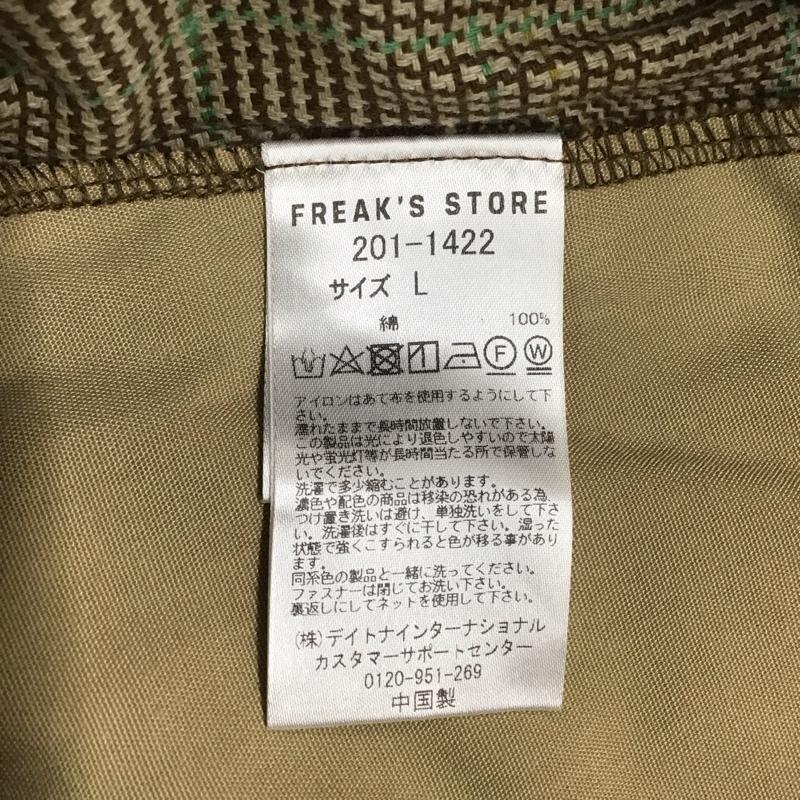 FREAK'S STORE
201-1422
サイズ L
綿 100%
F W
アイロンはあて布を使用するようにして下
さい。
濡れたままで長時間放置しないで下さい。
この製品は光により退色しやすいので太陽
光や蛍光灯等が長時間当たる所で保管しな
いでください。
洗濯で多少縮むことがあります。
濃色や配色の商品は移染の恐れがある為、
つけ置き洗いは避け、単独洗いをして下さ
い。洗濯後はすぐに干して下さい。湿った
状態で強くこすられると色が移る事があり
ます。
同系色の製品と一緒に洗ってください。
ファスナーは閉じてお洗い下さい。
裏返しにしてネットを使用して下さい。
(株)デイトナインターナショナル
カスタマーサポートセンター
0120-951-269
中国製